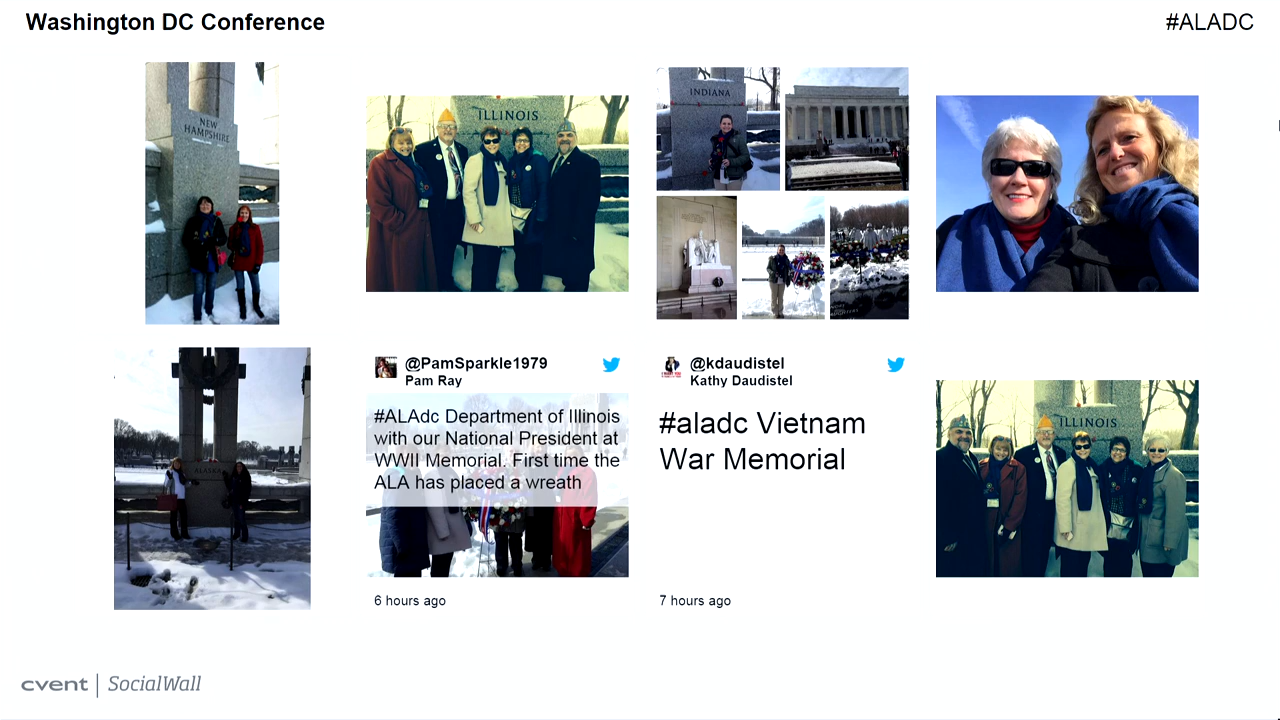 Washington DC Conference
#ALADC
NEW
HAMPSHIRE
ILLINOIS
INDIANA
ALASKA
@PamSparkle1979
Pam Ray
#ALAdc Department of Illinois
with our National President at
WWII Memorial. First time the
ALA has placed a wreath
6 hours ago
@kdaudistel
Kathy Daudistel
#aladc Vietnam
War Memorial
7 hours ago
ILLINOIS
cvent | SocialWall